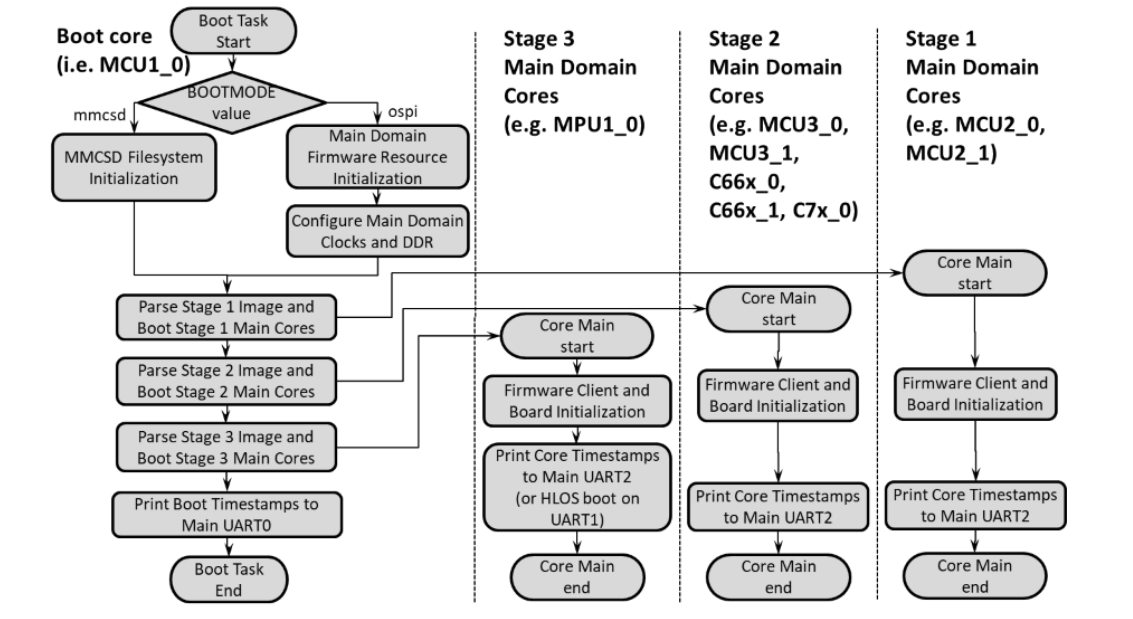 Boot core
(i.e. MCU1_0)
Boot Task
Start
BOOTMODE
value
mmcsd
ospi
MMCSD Filesystem
Initialization
Main Domain
Firmware Resource
Initialization
Configure Main Domain
Clocks and DDR
Parse Stage 1 Image and
Boot Stage 1 Main Cores
Parse Stage 2 Image and
Boot Stage 2 Main Cores
Parse Stage 3 Image and
Boot Stage 3 Main Cores
Print Boot Timestamps to
Main UART0
Boot Task
End
Stage 3
Main Domain
Cores
(e.g. MPU1_0)
Core Main
start
Firmware Client and
Board Initialization
Print Core Timestamps
to Main UART2
(or HLOS boot on
UART1)
Core Main
end
Stage 2
Main Domain
Cores
(e.g. MCU3_0,
MCU3_1,
C66x_0,
C66x_1, C7x_0)
Core Main
start
Firmware Client and
Board Initialization
Print Core Timestamps
to Main UART2
Core Main
end
Stage 1
Main Domain
Cores
(e.g. MCU2_0,
MCU2_1)
Core Main
start
Firmware Client and
Board Initialization
Print Core Timestamps
to Main UART2
Core Main
end